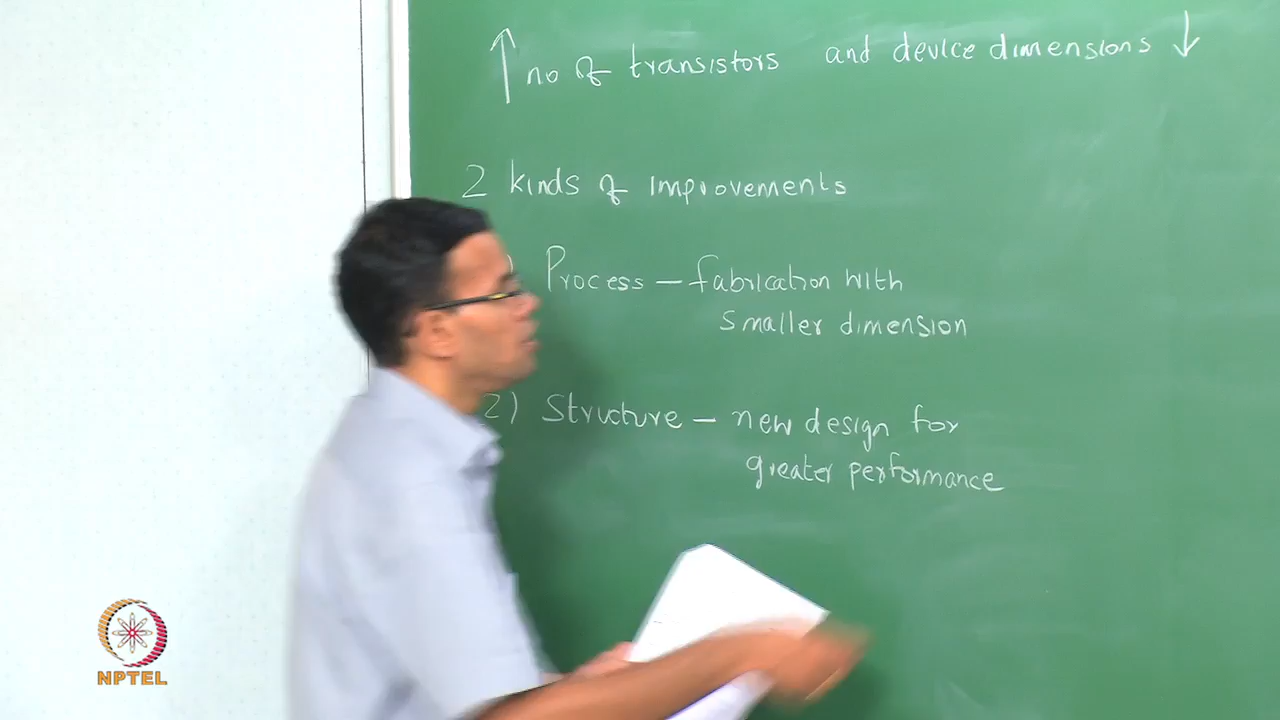 ↑ no of transistors and device dimensions ↓
2 kinds of improvements
) Process – fabrication with
smaller dimension
2) Structure – new design for
greater performance
NPTEL